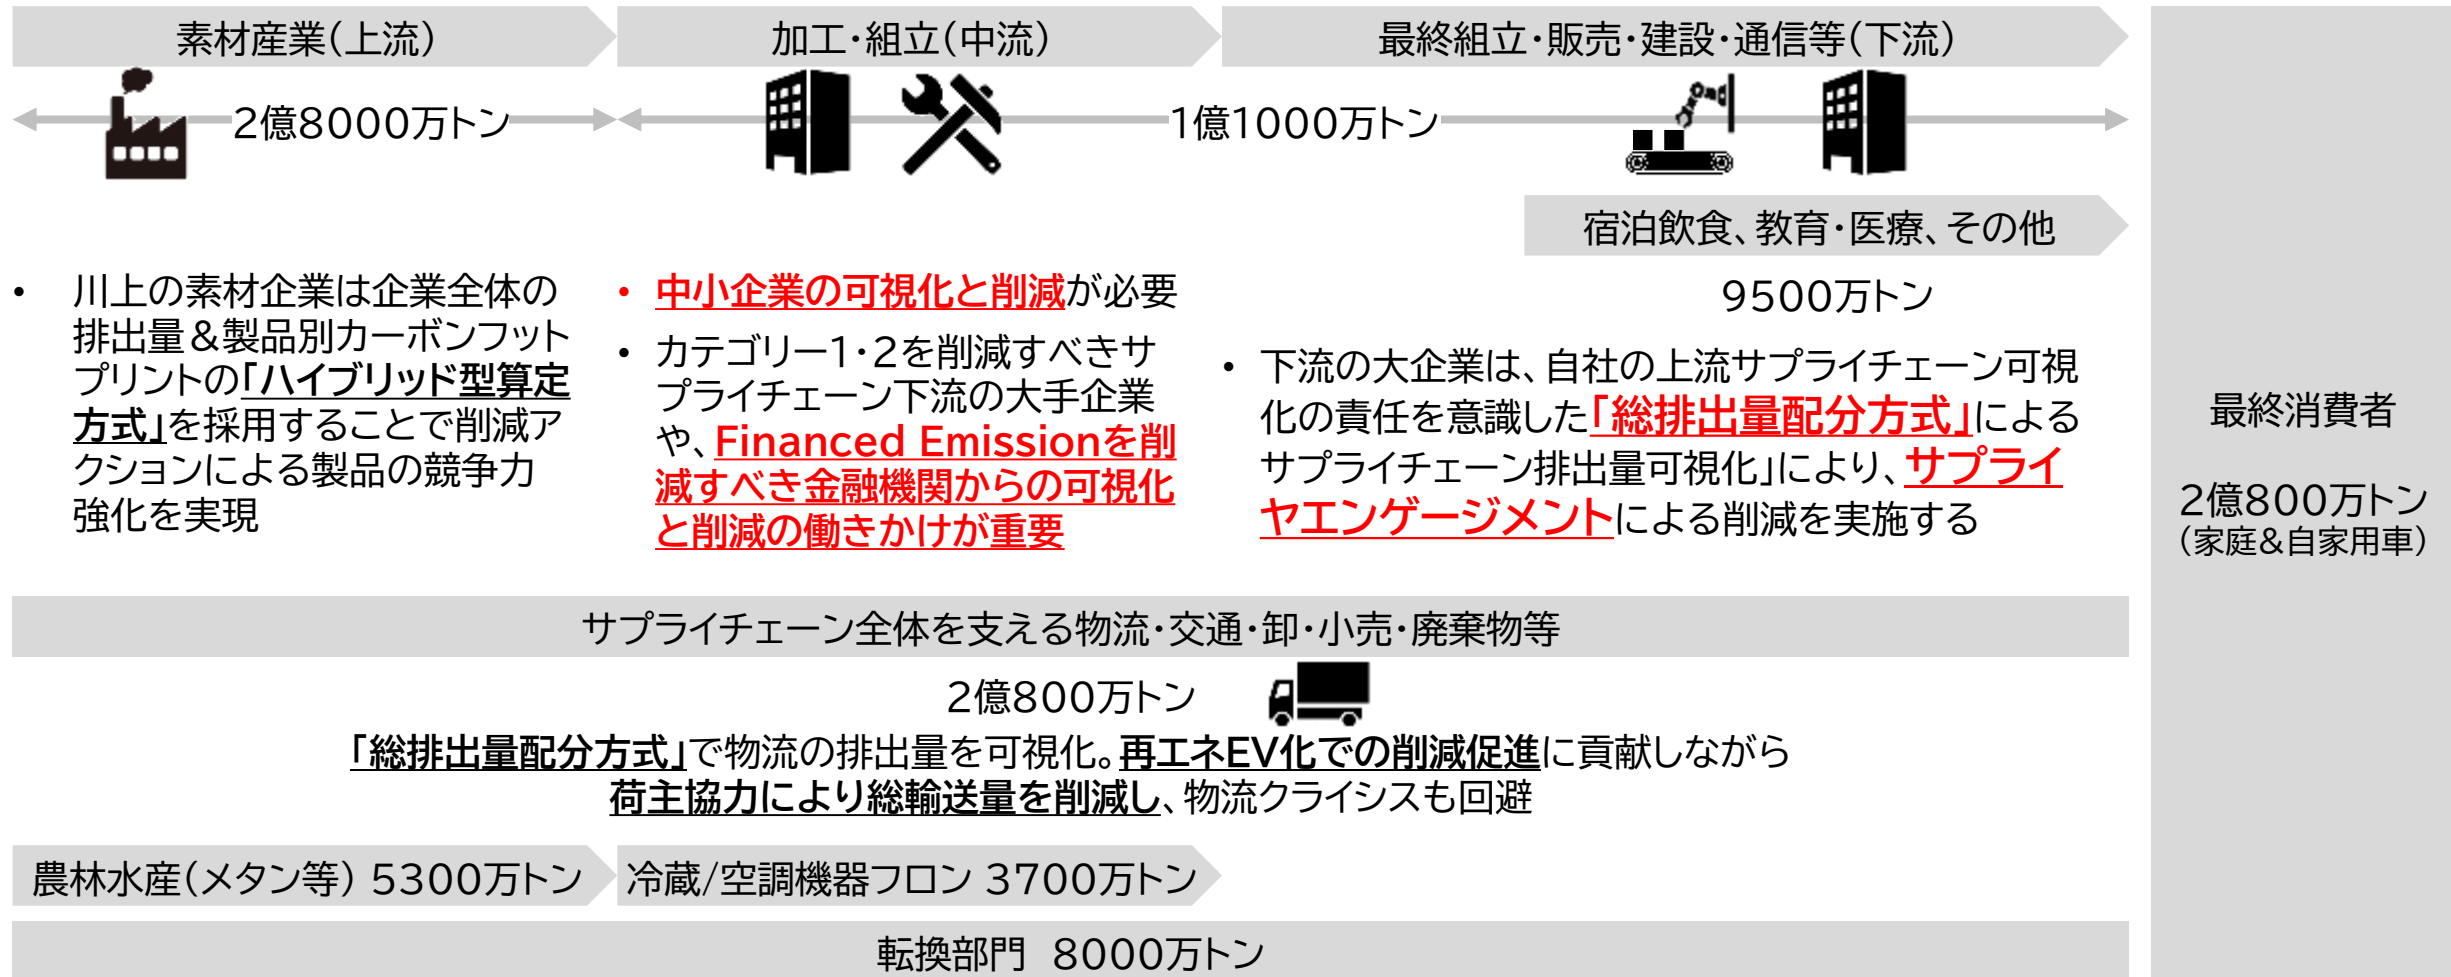 素材産業(上流)
加工・組立(中流)
最終組立・販売・建設・通信等(下流)
2億8000万トン
1億1000万トン
宿泊飲食、教育・医療、その他
9500万トン
• 川上の素材企業は企業全体の
排出量&製品別カーボンフット
プリントの「ハイブリッド型算定
方式」を採用することで削減ア
クションによる製品の競争力
強化を実現
• 中小企業の可視化と削減が必要
• カテゴリー1・2を削減すべきサ
プライチェーン下流の大手企業
や、Financed Emissionを削
減すべき金融機関からの可視化
と削減の働きかけが重要
• 下流の大企業は、自社の上流サプライチェーン可視
化の責任を意識した「総排出量配分方式」による
サプライチェーン排出量可視化」により、サプライ
ヤエンゲージメントによる削減を実施する
最終消費者
2億800万トン
(家庭&自家用車)
サプライチェーン全体を支える物流・交通・卸・小売・廃棄物等
2億800万トン
「総排出量配分方式」で物流の排出量を可視化。再エネEV化での削減促進に貢献しながら
荷主協力により総輸送量を削減し、物流クライシスも回避
農林水産(メタン等) 5300万トン
冷蔵/空調機器フロン 3700万トン
転換部門 8000万トン